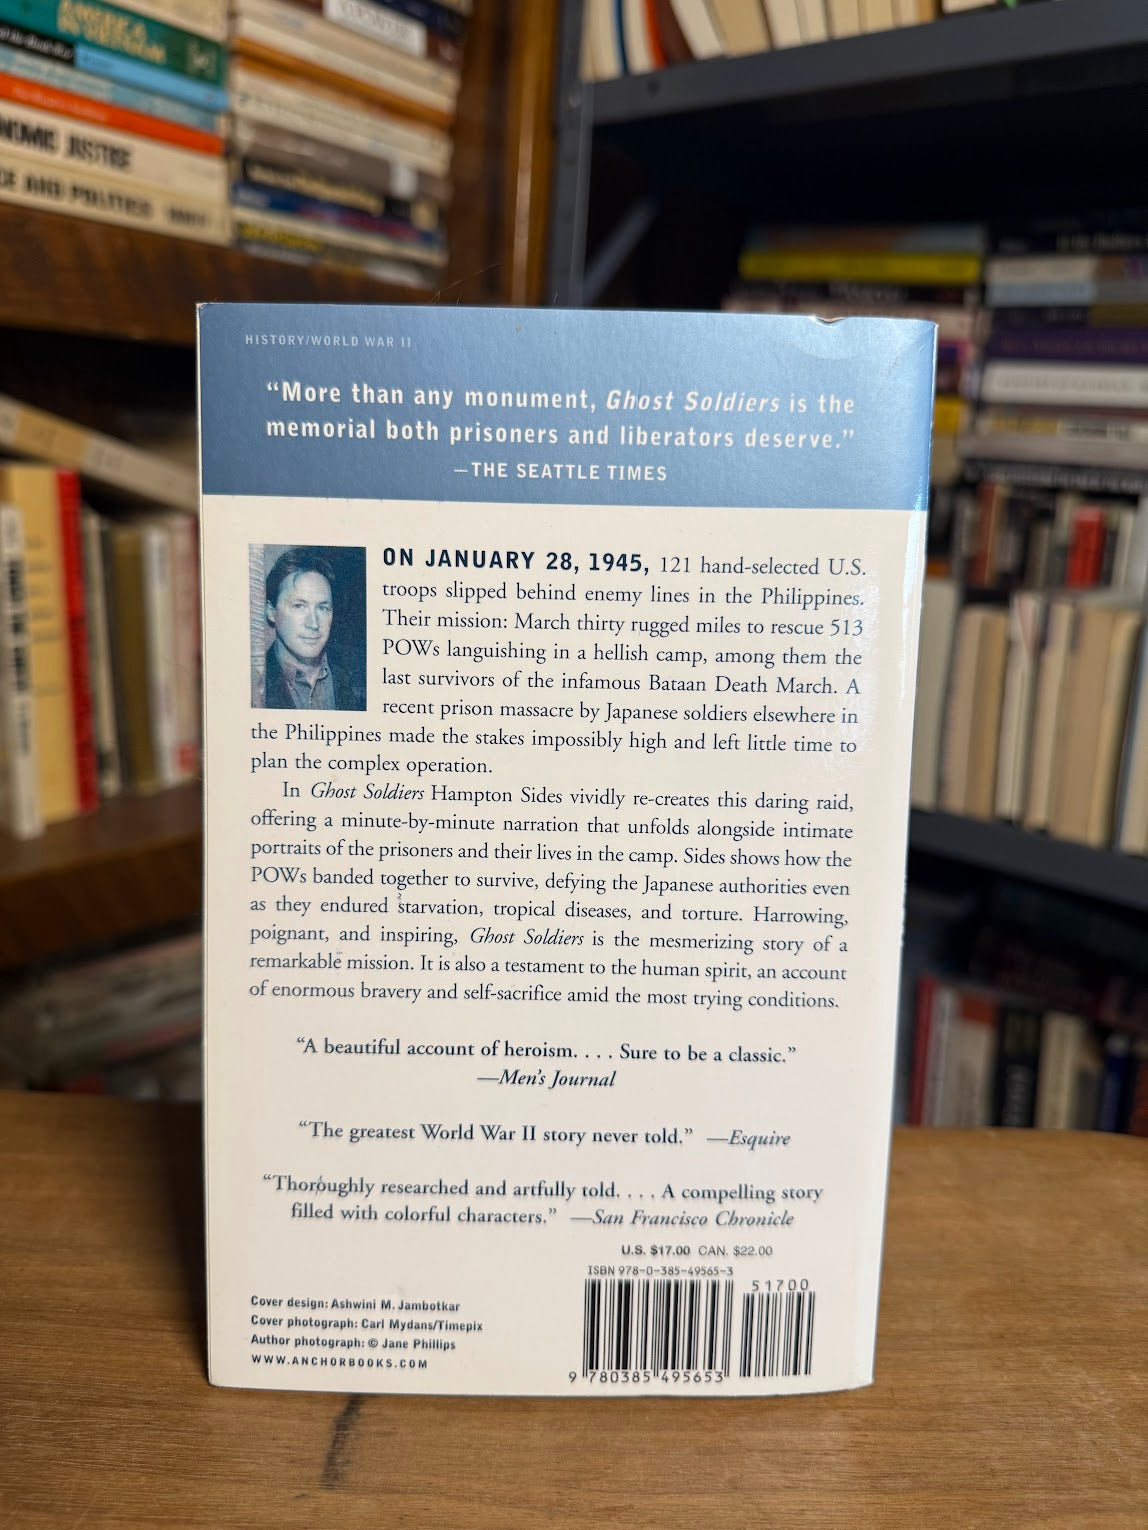 NOMIC JUSTICE
CE AND POLITICS
HISTORY/WORLD WAR II
“More than any monument, Ghost Soldiers is the
memorial both prisoners and liberators deserve.”
—THE SEATTLE TIMES
ON JANUARY 28, 1945, 121 hand-selected U.S.
troops slipped behind enemy lines in the Philippines.
Their mission: March thirty rugged miles to rescue 513
POWs languishing in a hellish camp, among them the
last survivors of the infamous Bataan Death March. A
recent prison massacre by Japanese soldiers elsewhere in
the Philippines made the stakes impossibly high and left little time to
plan the complex operation.
In Ghost Soldiers Hampton Sides vividly re-creates this daring raid,
offering a minute-by-minute narration that unfolds alongside intimate
portraits of the prisoners and their lives in the camp. Sides shows how the
POWs banded together to survive, defying the Japanese authorities even
as they endured starvation, tropical diseases, and torture. Harrowing,
poignant, and inspiring, Ghost Soldiers is the mesmerizing story of a
remarkable mission. It is also a testament to the human spirit, an account
of enormous bravery and self-sacrifice amid the most trying conditions.
“A beautiful account of heroism. . . . Sure to be a classic.”
—Men’s Journal
“The greatest World War II story never told.” —Esquire
“Thoroughly researched and artfully told. . . . A compelling story
filled with colorful characters.” —San Francisco Chronicle
U.S. $17.00 CAN. $22.00
ISBN 978-0-385-49565-3
51700
9 780385 495653
Cover design: Ashwini M. Jambotkar
Cover photograph: Carl Mydans/Timepix
Author photograph: © Jane Phillips
WWW.ANCHORBOOKS.COM